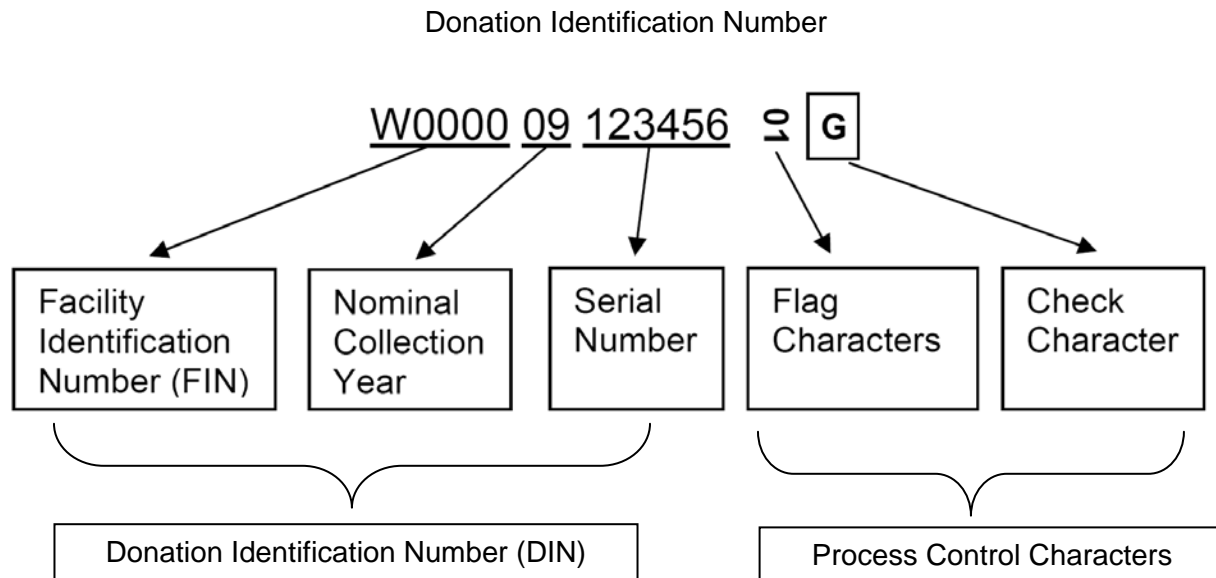 Donation Identification Number
W0000 09 123456 01 G
Facility
Identification
Number (FIN)
Nominal
Collection
Year
Serial
Number
Flag
Characters
Check
Character
Donation Identification Number (DIN)
Process Control Characters